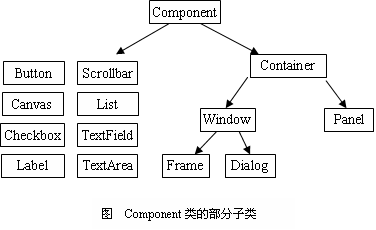 Component
Button Scrollbar Container
Canvas List Window Panel
Checkbox TextField
Label TextArea Frame Dialog
图 Component 类的部分子类